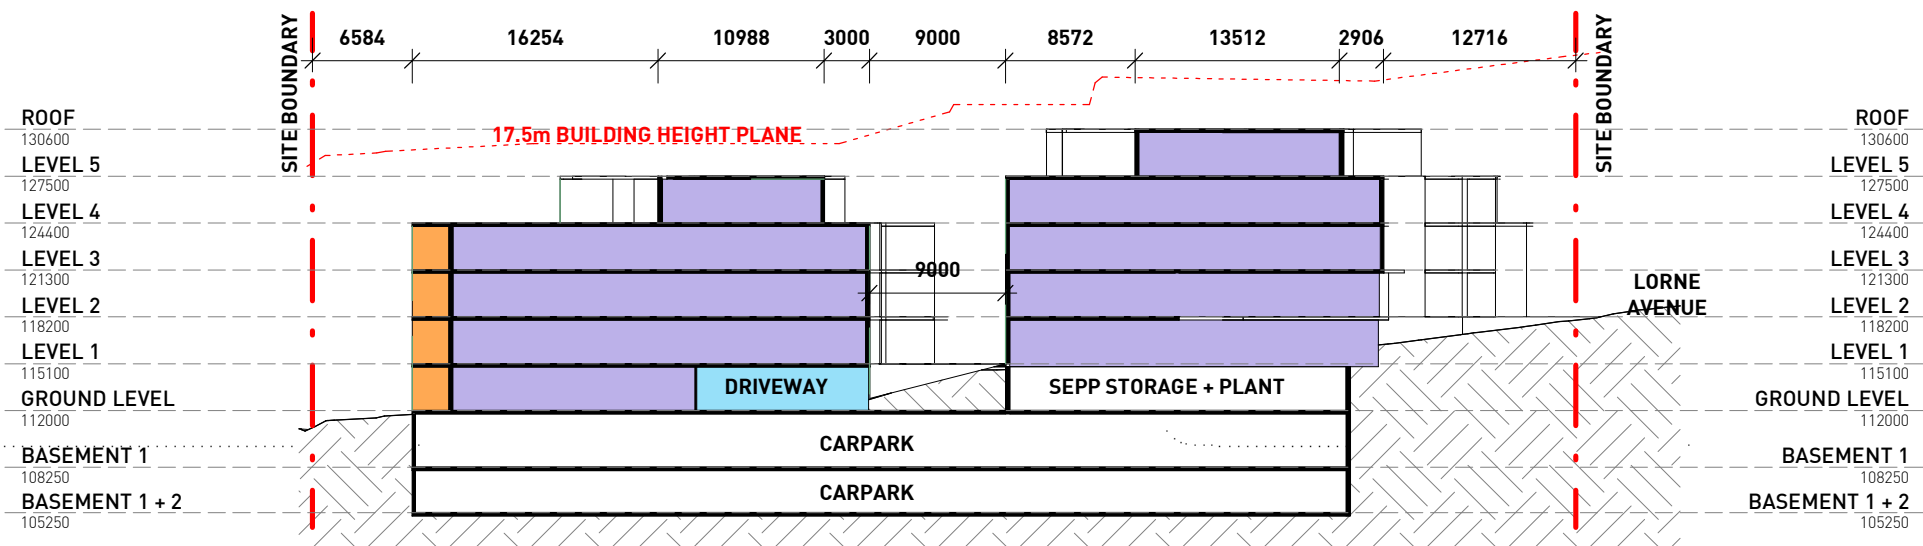 6584
16254
10988
3000
9000
8572
13512
2906
12716
SITE BOUNDARY
SITE BOUNDARY
17.5m BUILDING HEIGHT PLANE
ROOF
130600
LEVEL 5
127500
LEVEL 4
124400
LEVEL 3
121300
LEVEL 2
118200
LEVEL 1
115100
GROUND LEVEL
112000
BASEMENT 1
108250
BASEMENT 1 + 2
105250
9000
DRIVEWAY
SEPP STORAGE + PLANT
CARPARK
CARPARK
LORNE
AVENUE
ROOF
130600
LEVEL 5
127500
LEVEL 4
124400
LEVEL 3
121300
LEVEL 2
118200
LEVEL 1
115100
GROUND LEVEL
112000
BASEMENT 1
108250
BASEMENT 1 + 2
105250